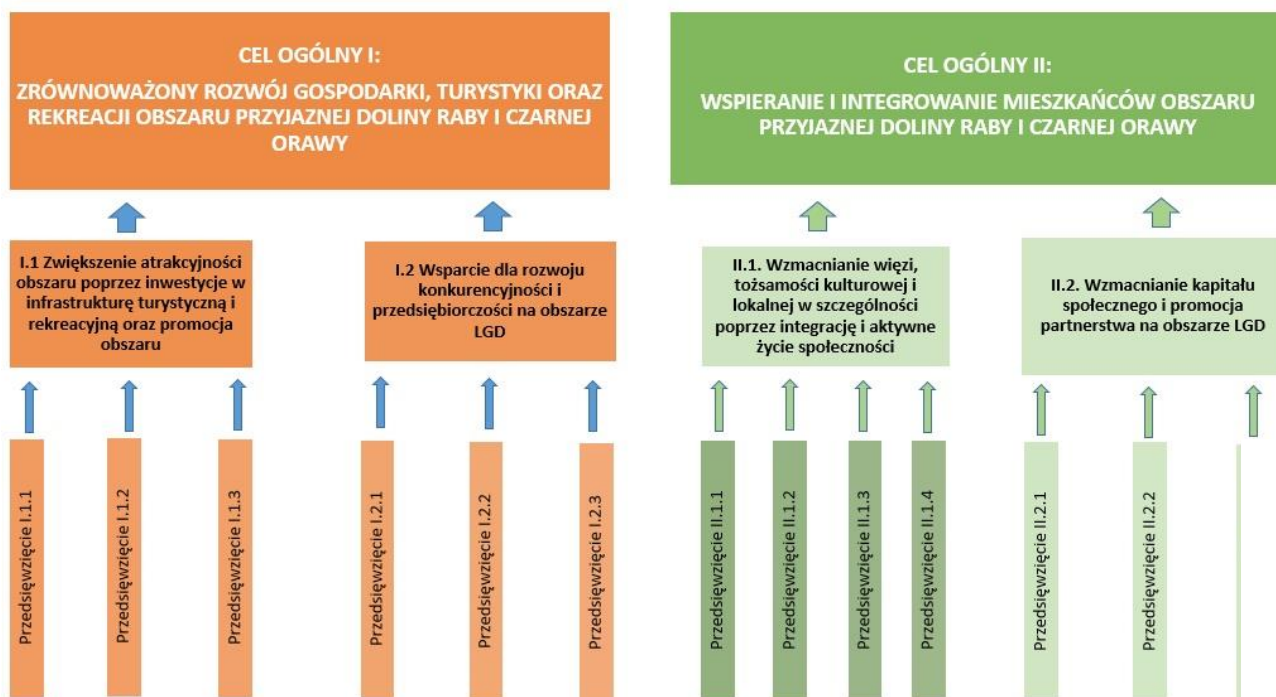 CEL OGÓLNY I:
ZRÓWNOWAŻONY ROZWÓJ GOSPODARKI, TURYSTYKI ORAZ
REKREACJI OBSZARU PRZYJAZNEJ DOLINY RABY I CZARNEJ
ORAWY
CEL OGÓLNY II:
WSPIERANIE I INTEGROWANIE MIESZKAŃCÓW OBSZARU
PRZYJAZNEJ DOLINY RABY I CZARNEJ ORAWY
I.1 Zwiększenie atrakcyjności
obszaru poprzez inwestycje w
infrastrukturę turystyczną i
rekreacyjną oraz promocja
obszaru
I.2 Wsparcie dla rozwoju
konkurencyjności i
przedsiębiorczości na obszarze
LGD
II.1. Wzmacnianie więzi,
tożsamości kulturowej i
lokalnej w szczególności
poprzez integrację i aktywne
życie społeczności
II.2. Wzmacnianie kapitału
społecznego i promocja
partnerstwa na obszarze LGD
Przedsięwzięcie I.1.1
Przedsięwzięcie I.1.2
Przedsięwzięcie I.1.3
Przedsięwzięcie I.2.1
Przedsięwzięcie I.2.2
Przedsięwzięcie I.2.3
Przedsięwzięcie II.1.1
Przedsięwzięcie II.1.2
Przedsięwzięcie II.1.3
Przedsięwzięcie II.1.4
Przedsięwzięcie II.2.1
Przedsięwzięcie II.2.2